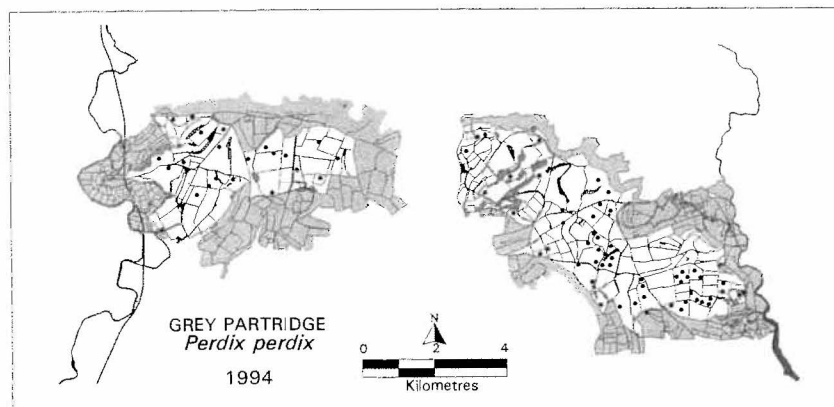 GREY PARTRIDGE
Perdix perdix
1994
N
0 2 4
Kilometres